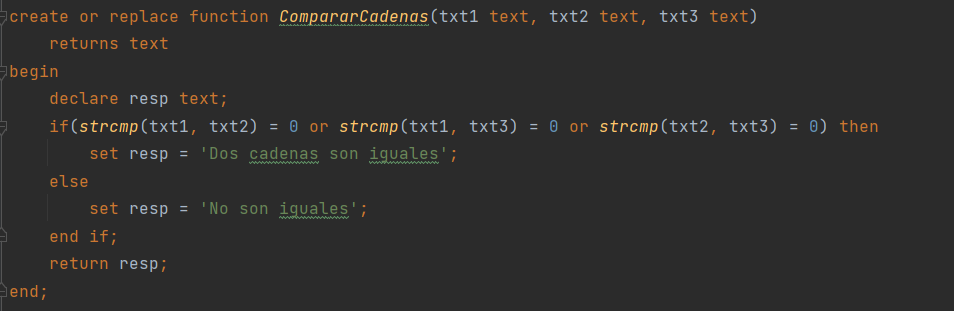 create or replace function CompararCadenas(txt1 text, txt2 text, txt3 text)
    returns text
begin
    declare resp text;
    if(strcmp(txt1, txt2) = 0 or strcmp(txt1, txt3) = 0 or strcmp(txt2, txt3) = 0) then
        set resp = 'Dos cadenas son iguales';
    else
        set resp = 'No son iguales';
    end if;
    return resp;
end;